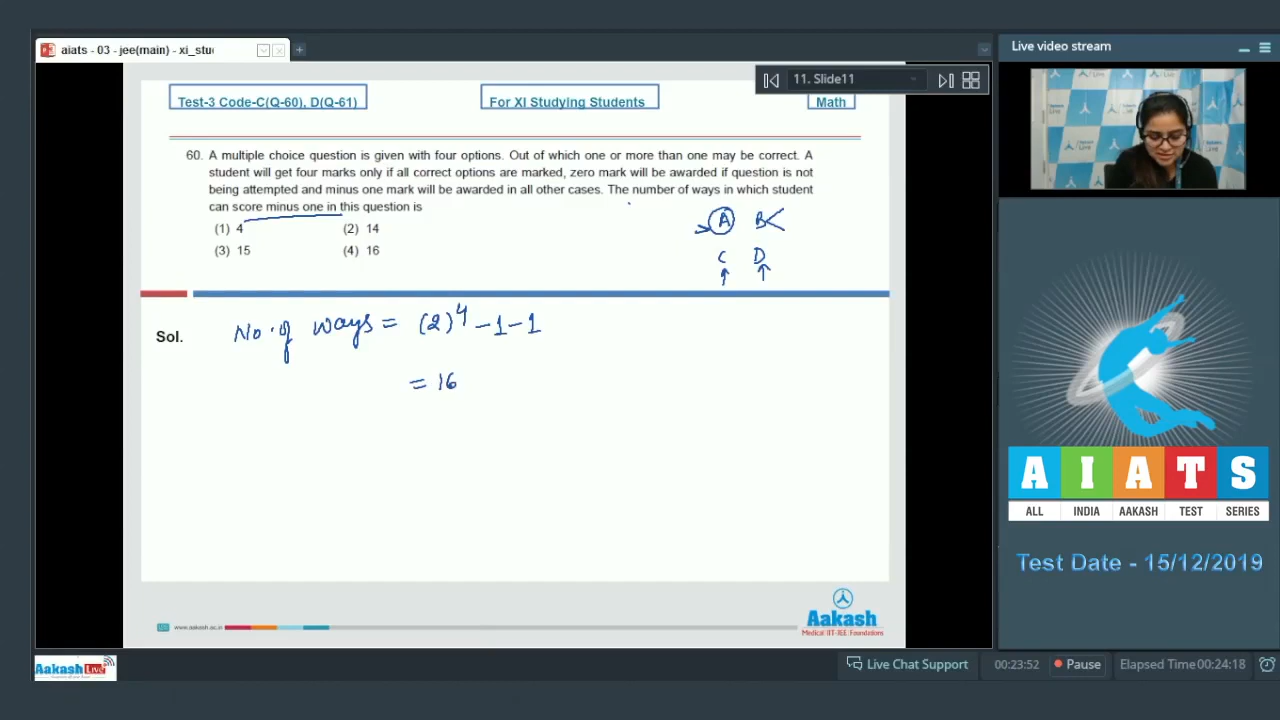 aiats - 03 - jee(main) - xi_stu
11. Slide11
Live video stream
Test-3 Code-C(Q-60), D(Q-61)
For XI Studying Students
Math
60. A multiple choice question is given with four options. Out of which one or more than one may be correct. A
student will get four marks only if all correct options are marked, zero mark will be awarded if question is not
being attempted and minus one mark will be awarded in all other cases. The number of ways in which student
can score minus one in this question is
(1) 4 (2) 14
(3) 15 (4) 16
A B
C D
Sol. No. of ways = (2)^4 - 1 - 1
= 16
AIATS
ALL INDIA AAKASH TEST SERIES
Test Date - 15/12/2019
www.aakash.ac.in
Aakash
Medical|IIT-JEE|Foundations
Aakash Live
Live Chat Support
00:23:52
Pause
Elapsed Time 00:24:18